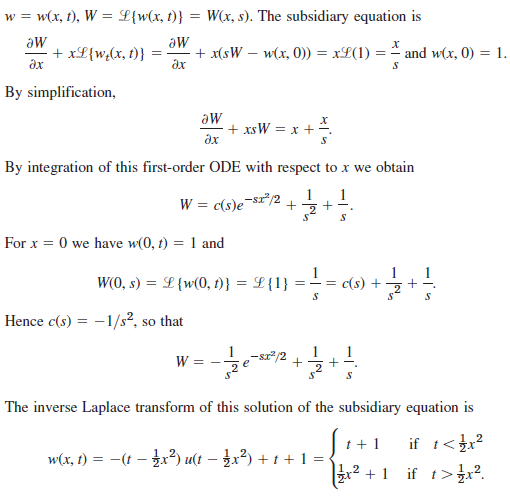 w = w(x, t), W = ℒ{w(x, t)} = W(x, s). The subsidiary equation is
∂W/∂x + xℒ{wₜ(x, t)} = ∂W/∂x + x(sW − w(x, 0)) = xℒ(1) = x/s and w(x, 0) = 1.
By simplification,
∂W/∂x + xsW = x + x/s.
By integration of this first-order ODE with respect to x we obtain
W = c(s)e^(−sx²/2) + 1/s² + 1/s.
For x = 0 we have w(0, t) = 1 and
W(0, s) = ℒ{w(0, t)} = ℒ{1} = 1/s = c(s) + 1/s² + 1/s.
Hence c(s) = −1/s², so that
W = −1/s² e^(−sx²/2) + 1/s² + 1/s.
The inverse Laplace transform of this solution of the subsidiary equation is
w(x, t) = −(t − ½x²) u(t − ½x²) + t + 1 = { t + 1 if t < ½x²
½x² + 1 if t > ½x².